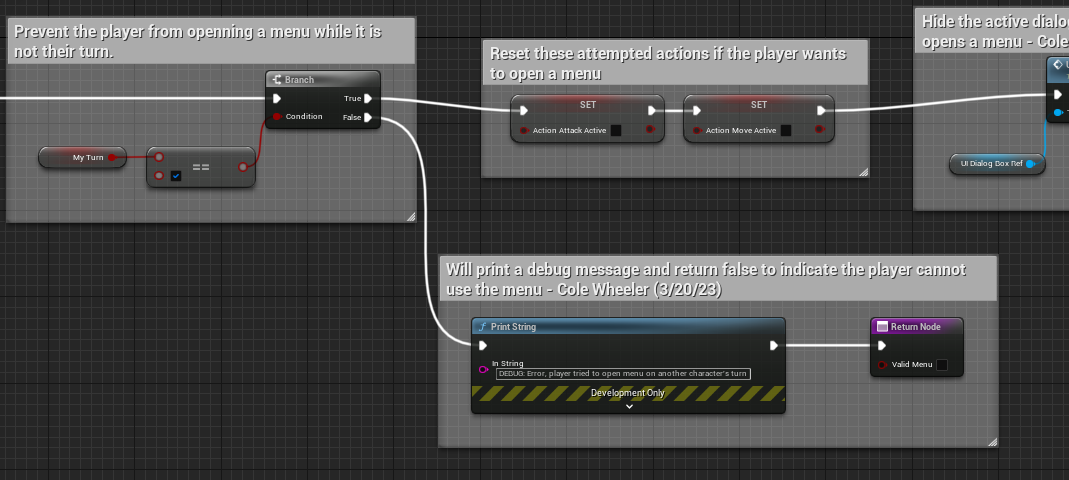 Prevent the player from openning a menu while it is
not their turn.
Branch
True
Condition
False
My Turn
==
Reset these attempted actions if the player wants
to open a menu
SET
Action Attack Active
SET
Action Move Active
Hide the active
opens a menu - Cole
UI Dialog Box Ref
Will print a debug message and return false to indicate the player cannot
use the menu - Cole Wheeler (3/20/23)
f Print String
In String
DEBUG: Error, player tried to open menu on another character's turn
Development Only
Return Node
Valid Menu